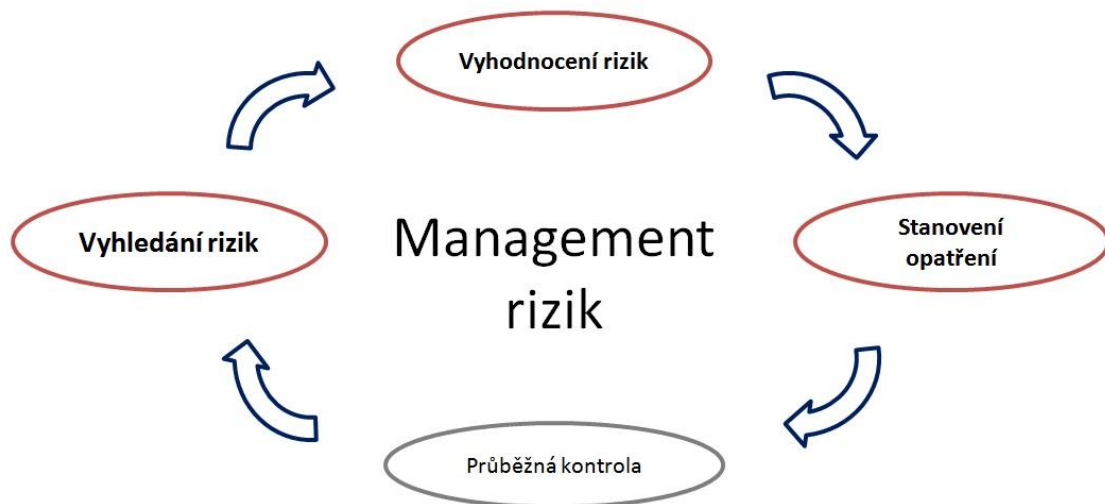 Vyhodnocení rizik
Vyhledání rizik
Management
rizik
Stanovení
opatření
Průběžná kontrola